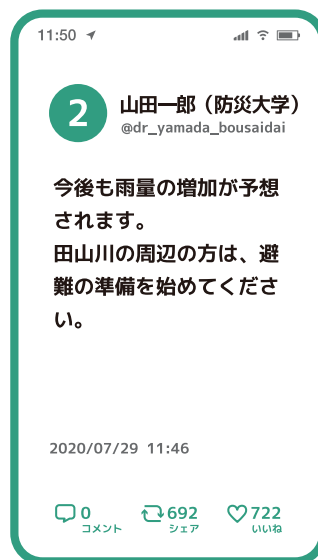 11:50
2
山田一郎（防災大学）
@dr_yamada_bousaidai
今後も雨量の増加が予想
されます。
田山川の周辺の方は、避
難の準備を始めてくださ
い。
2020/07/29 11:46
0 692 722
コメント シェア いいね